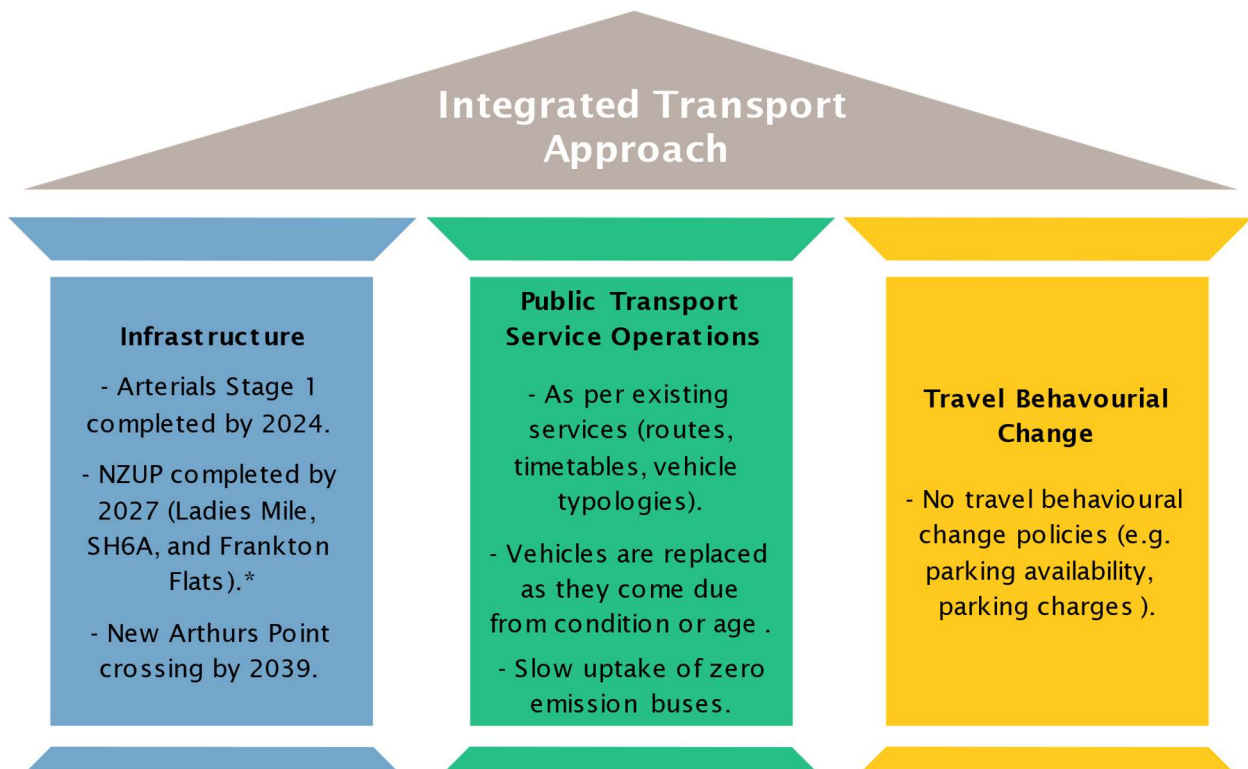 Integrated Transport
Approach
Infrastructure
- Arterials Stage 1
completed by 2024.
- NZUP completed by
2027 (Ladies Mile,
SH6A, and Frankton
Flats).*
- New Arthurs Point
crossing by 2039.
Public Transport
Service Operations
- As per existing
services (routes,
timetables, vehicle
typologies).
- Vehicles are replaced
as they come due
from condition or age .
- Slow uptake of zero
emission buses.
Travel Behavourial
Change
- No travel behavioural
change policies (e.g.
parking availability,
parking charges ).